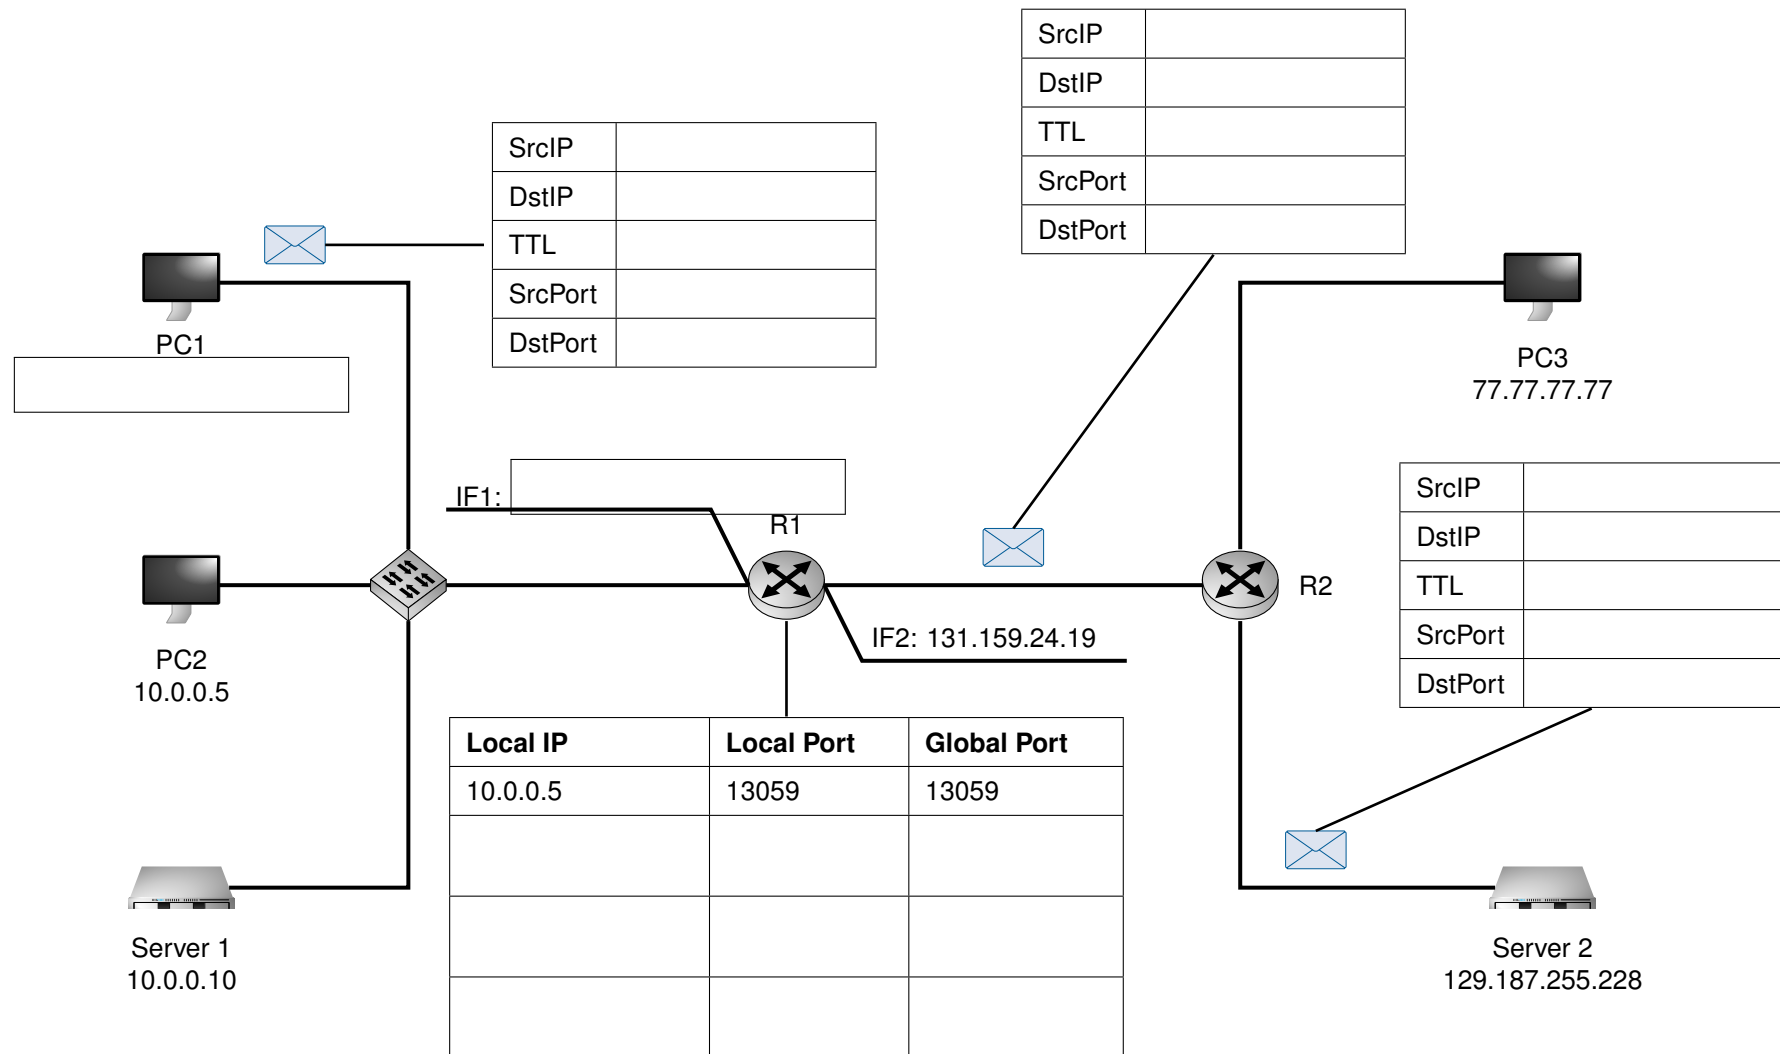 SrcIP
DstIP
TTL
SrcPort
DstPort
SrcIP
DstIP
TTL
SrcPort
DstPort
PC1
PC3
77.77.77.77
IF1:
R1
SrcIP
DstIP
TTL
SrcPort
DstPort
R2
IF2: 131.159.24.19
PC2
10.0.0.5
Local IP Local Port Global Port
10.0.0.5 13059 13059
Server 1
10.0.0.10
Server 2
129.187.255.228